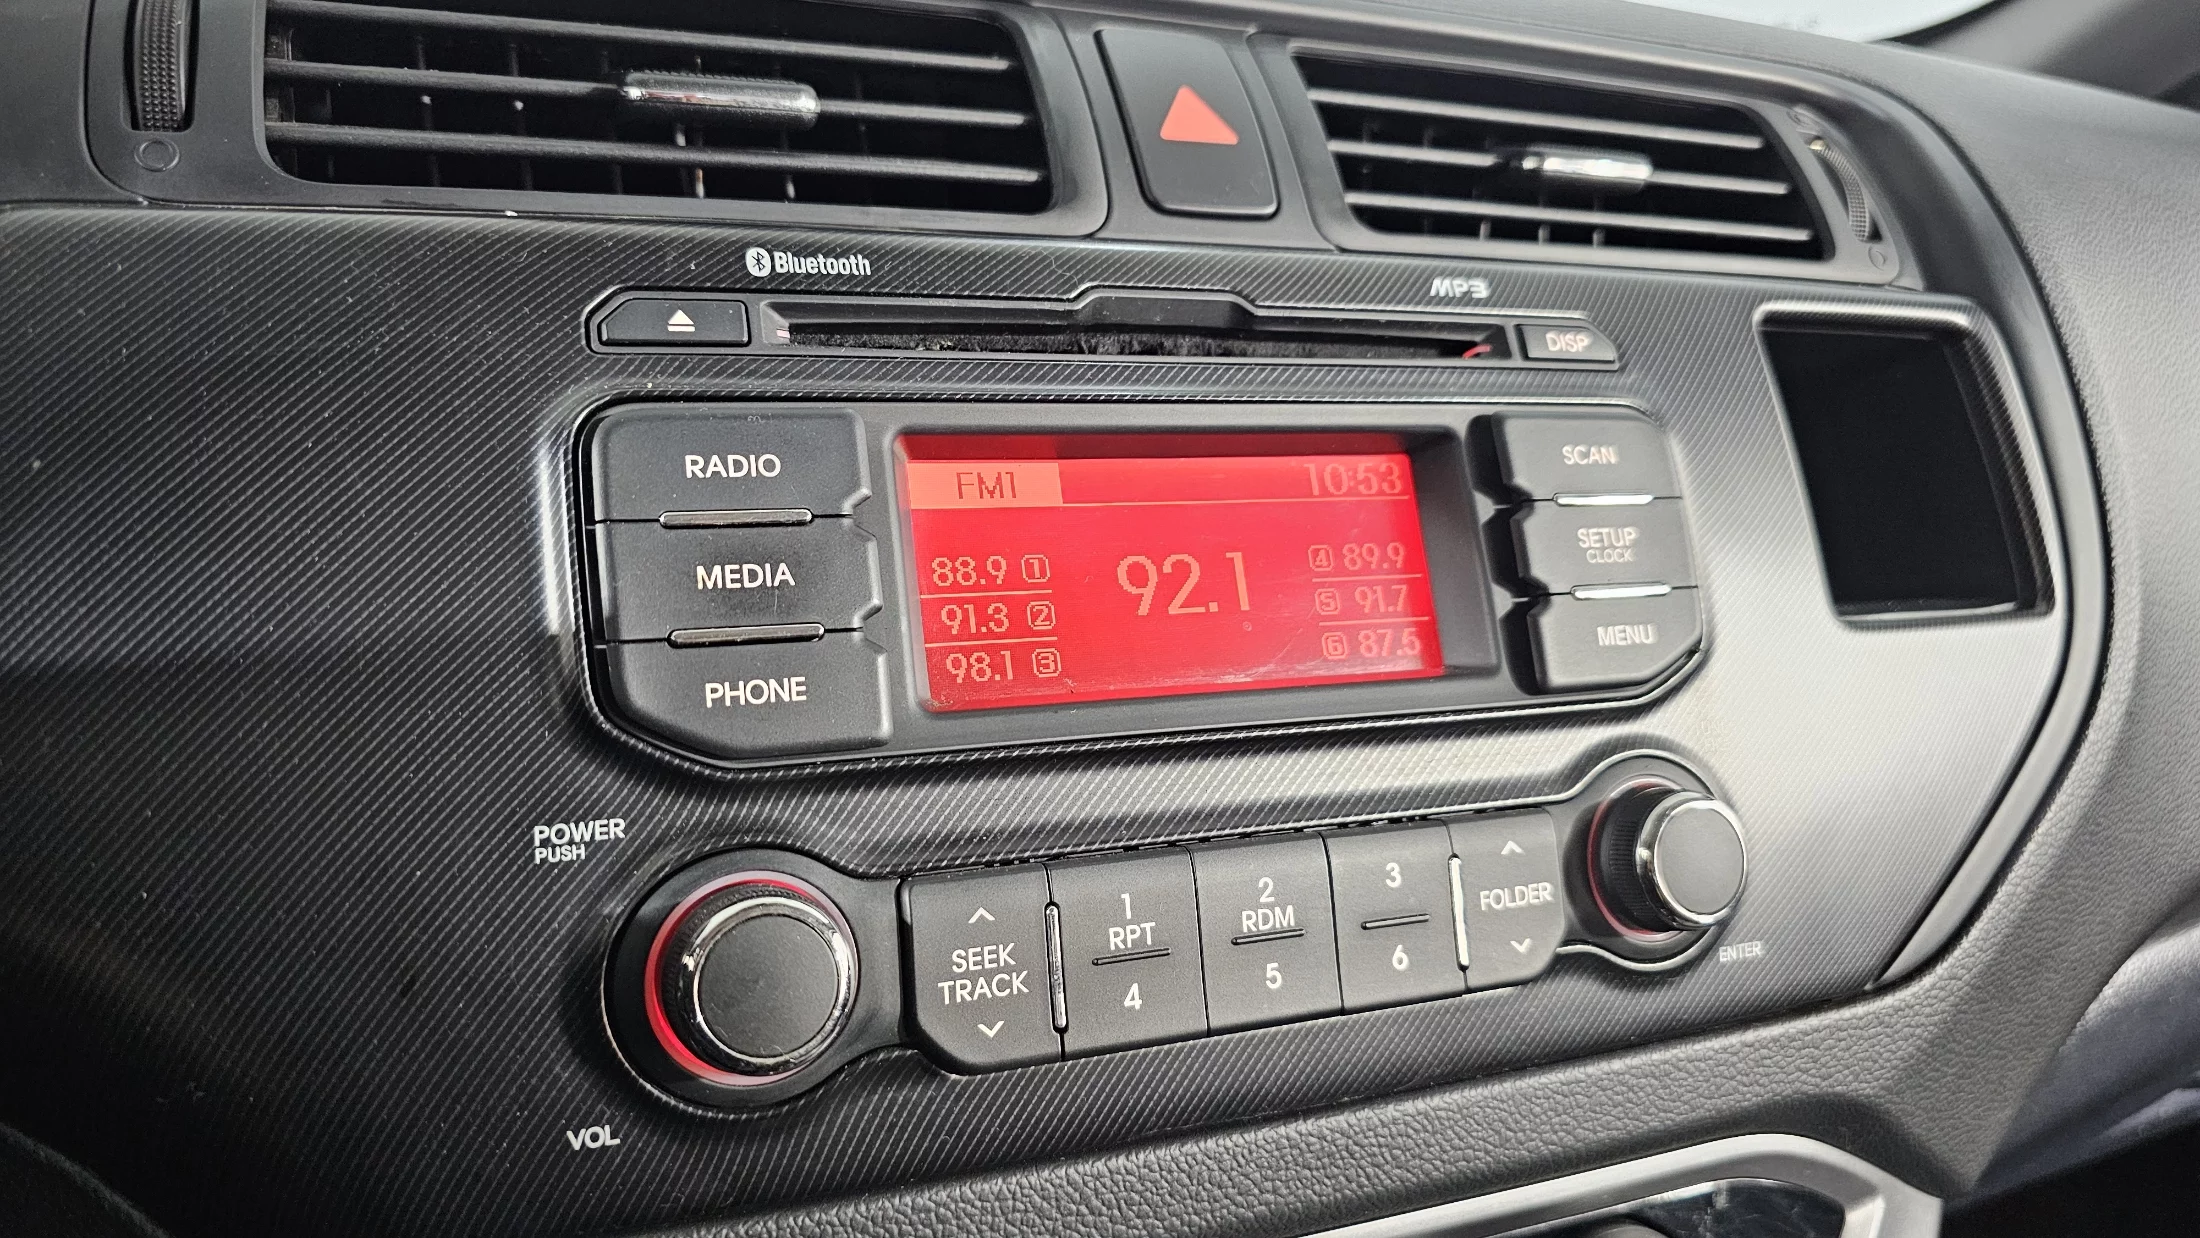 Bluetooth
MP3
DISP
RADIO
MEDIA
PHONE
FM1
10:53
88.9 1
91.3 2
98.1 3
92.1
4 89.9
5 91.7
6 87.5
SCAN
SETUP
CLOCK
MENU
POWER
PUSH
VOL
SEEK
TRACK
1
RPT
4
2
RDM
5
3
6
FOLDER
ENTER